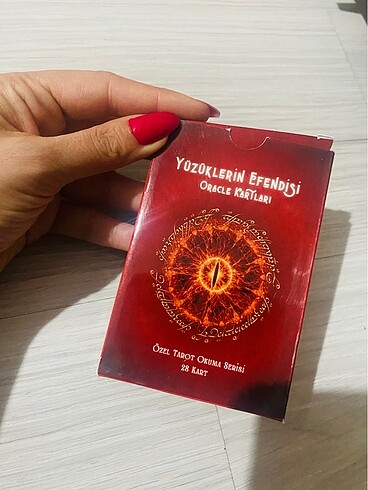 Yüzüklerin Efendisi
Oracle Kartları
Özel Tarot Okuma Serisi
28 Kart